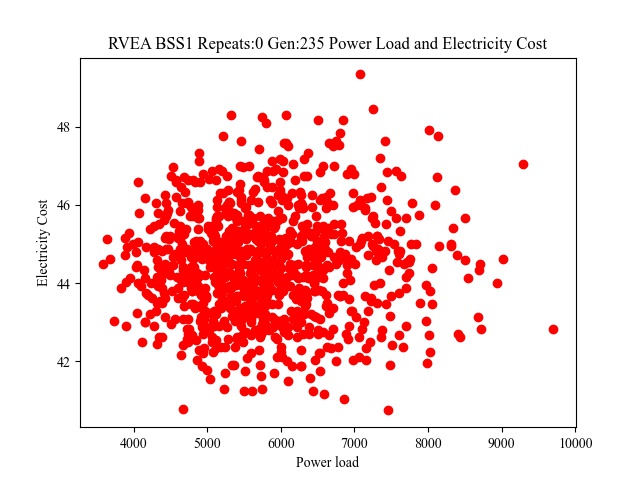 RVEA BSS1 Repeats:0 Gen:235 Power Load and Electricity Cost
48
46
44
42
Electricity Cost
4000 5000 6000 7000 8000 9000 10000
Power load